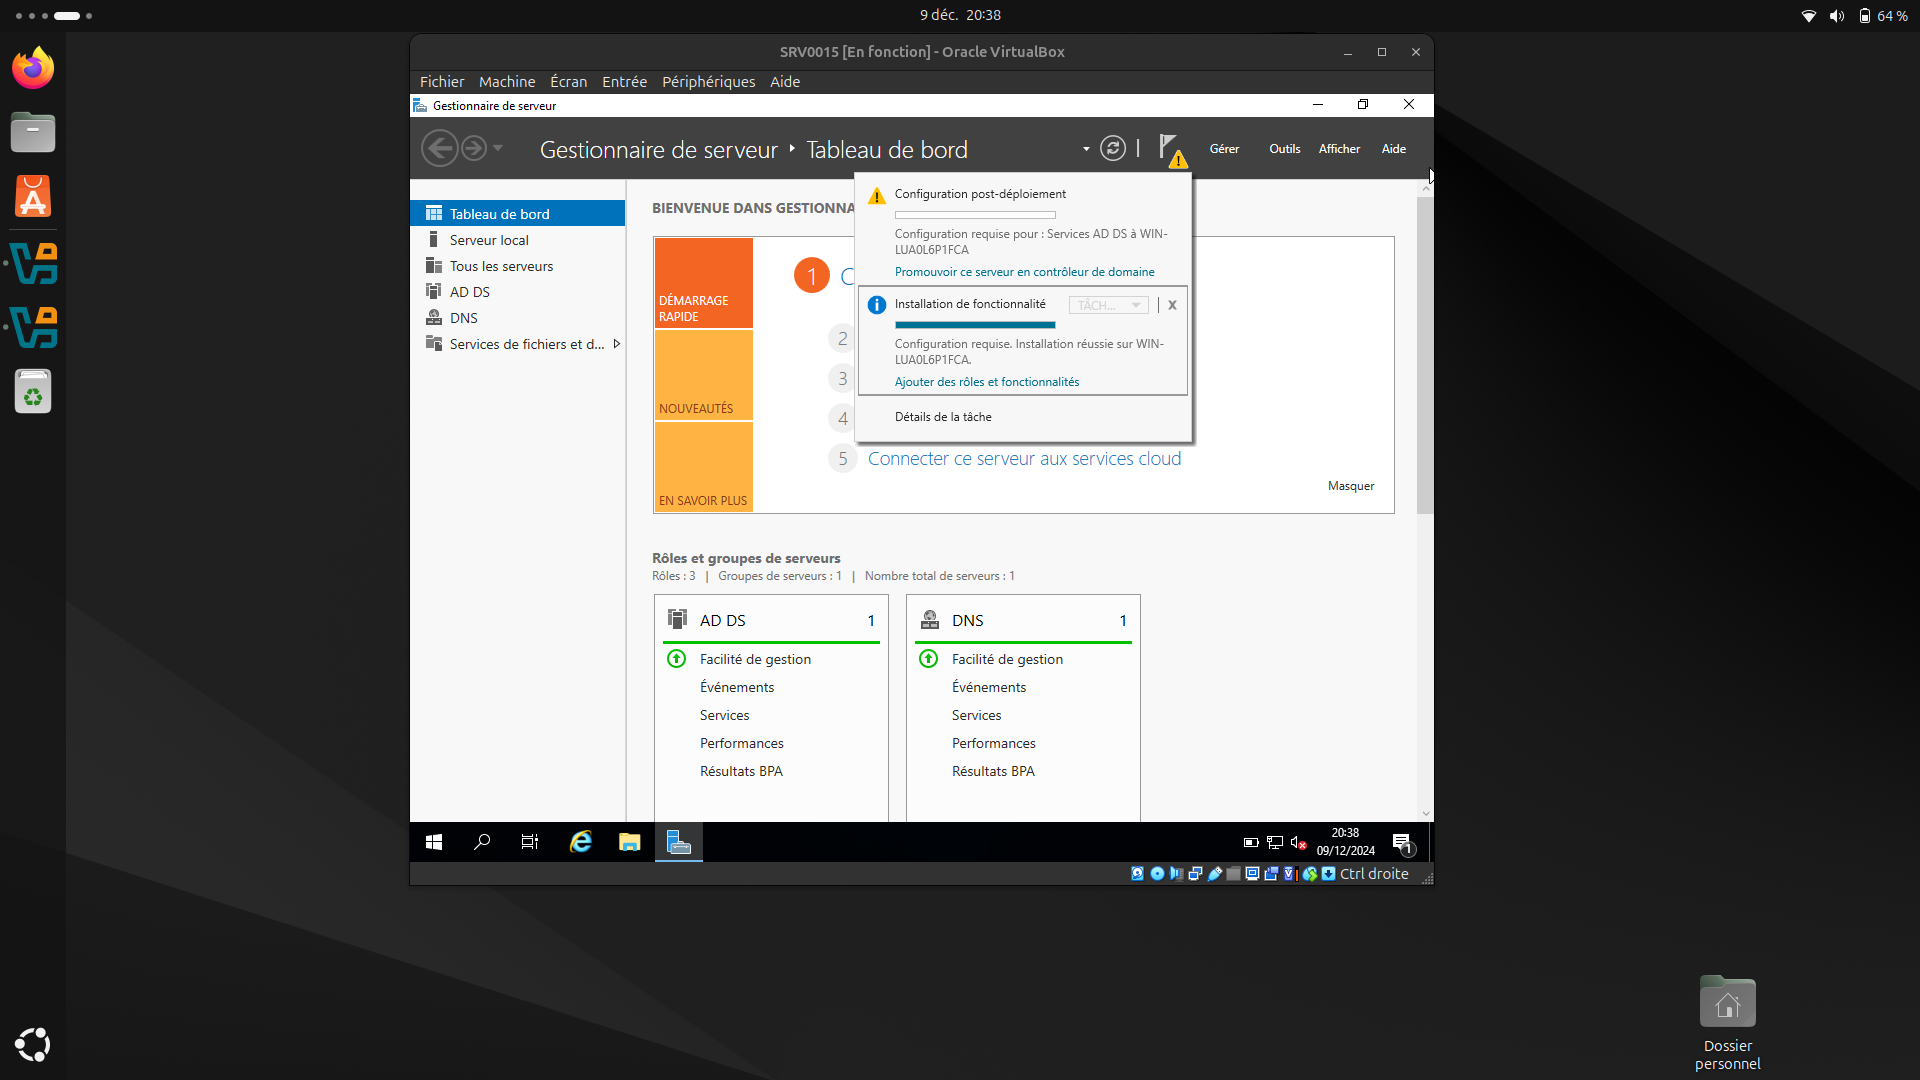 9 déc. 20:38
64 %
SRV0015 [En fonction] - Oracle VirtualBox
Fichier Machine Écran Entrée Périphériques Aide
Gestionnaire de serveur
Gestionnaire de serveur Tableau de bord
Gérer Outils Afficher Aide
Tableau de bord
Serveur local
Tous les serveurs
AD DS
DNS
Services de fichiers et d...
BIENVENUE DANS GESTIONNA
DÉMARRAGE
RAPIDE
NOUVEAUTÉS
EN SAVOIR PLUS
1 C
2
3
4
5 Connecter ce serveur aux services cloud
Masquer
Configuration post-déploiement
Configuration requise pour : Services AD DS à WIN-
LUA0L6P1FCA
Promouvoir ce serveur en contrôleur de domaine
Installation de fonctionnalité TÂCH... X
Configuration requise. Installation réussie sur WIN-
LUA0L6P1FCA.
Ajouter des rôles et fonctionnalités
Détails de la tâche
Rôles et groupes de serveurs
Rôles : 3 | Groupes de serveurs : 1 | Nombre total de serveurs : 1
AD DS 1
Facilité de gestion
Événements
Services
Performances
Résultats BPA
DNS 1
Facilité de gestion
Événements
Services
Performances
Résultats BPA
20:38
09/12/2024
1
Ctrl droite
Dossier
personnel